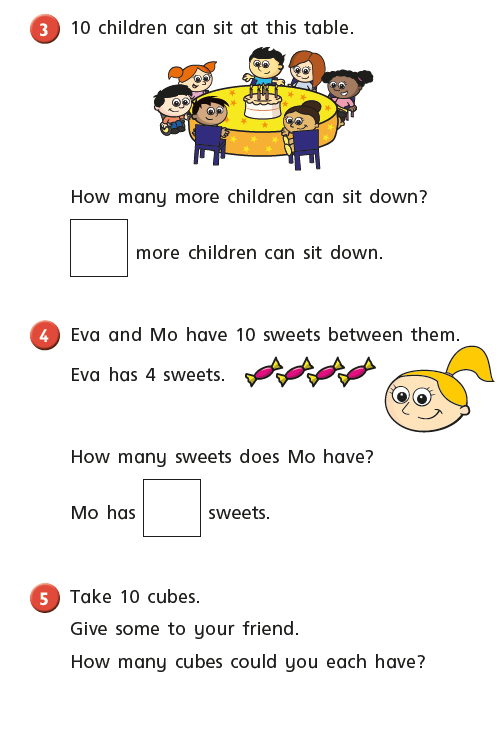 3 10 children can sit at this table.
How many more children can sit down?
more children can sit down.
4 Eva and Mo have 10 sweets between them.
Eva has 4 sweets.
How many sweets does Mo have?
Mo has sweets.
5 Take 10 cubes.
Give some to your friend.
How many cubes could you each have?